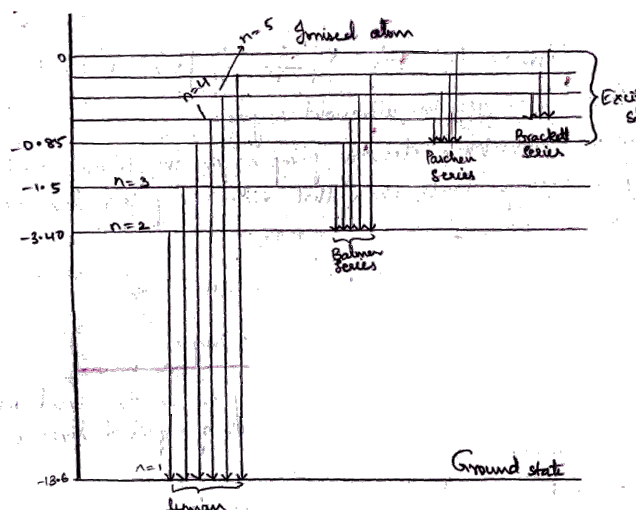 n=5
Ionised atom
0
n=4
Exci
S
-0.85
Paschen
Series
Brackett
Series
-1.5
n=3
-3.40
n=2
Balmer
Series
n=1
Ground state
-13.6
Lyman